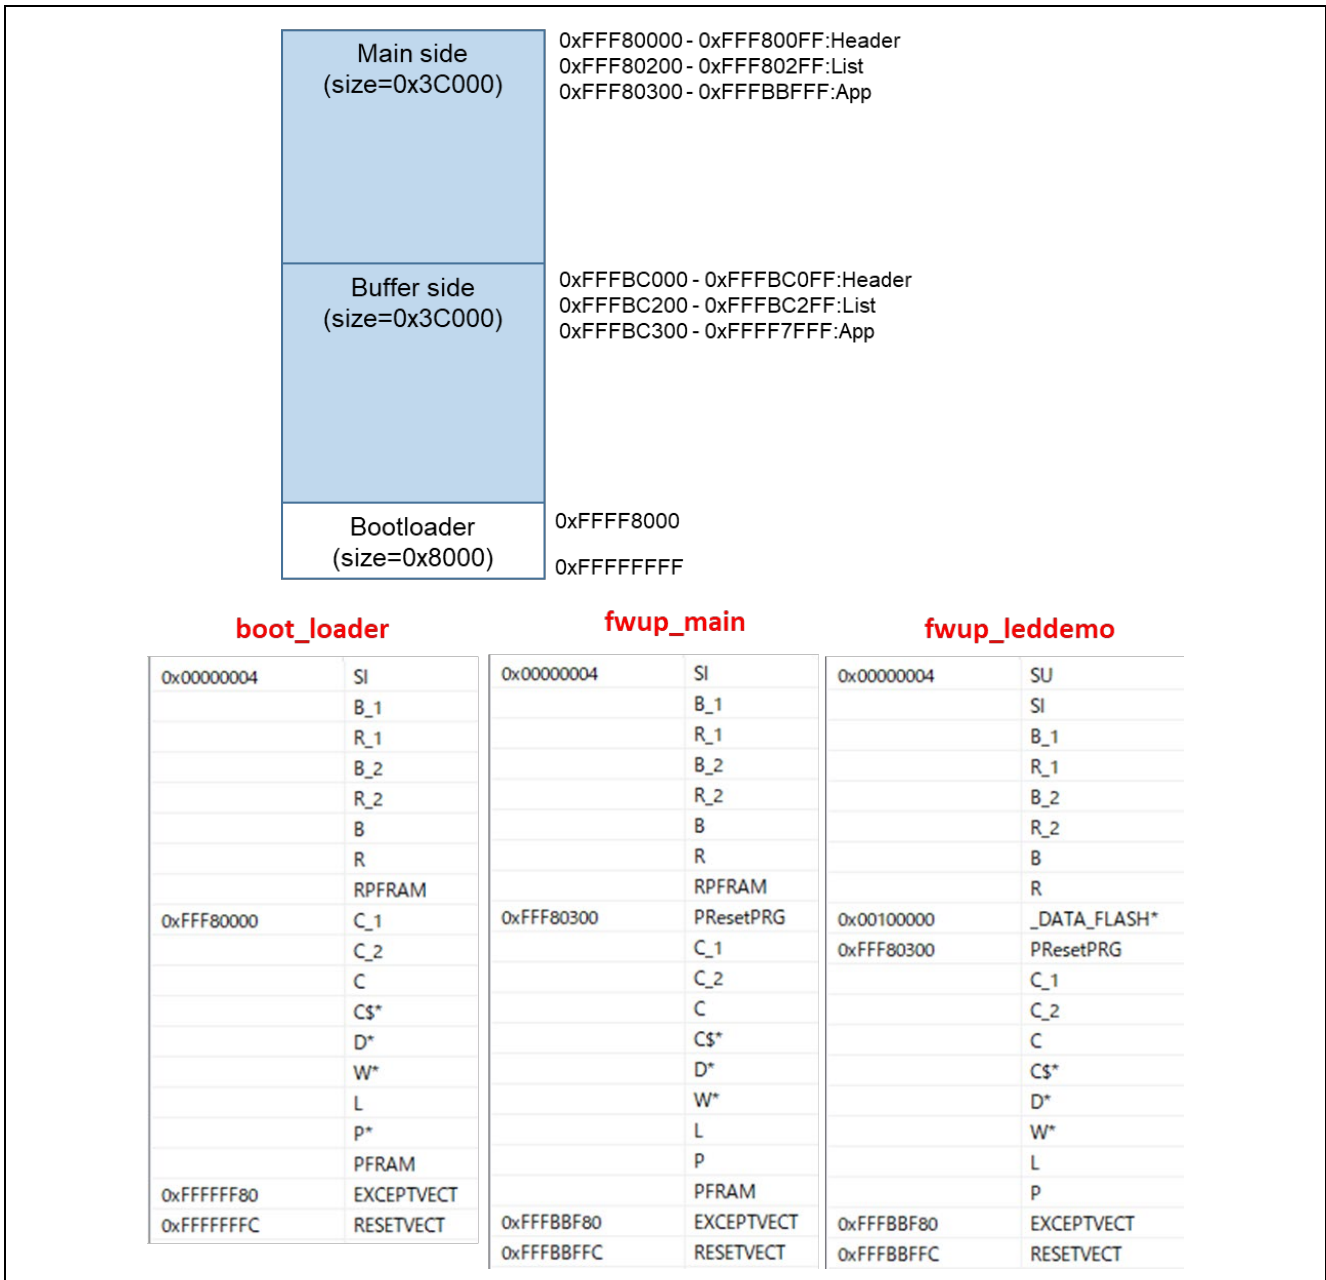 Main side
(size=0x3C000)
0xFFF80000 - 0xFFF800FF:Header
0xFFF80200 - 0xFFF802FF:List
0xFFF80300 - 0xFFFBBFFF:App
Buffer side
(size=0x3C000)
0xFFFBC000 - 0xFFFBC0FF:Header
0xFFFBC200 - 0xFFFBC2FF:List
0xFFFBC300 - 0xFFFF7FFF:App
Bootloader
(size=0x8000)
0xFFFF8000
0xFFFFFFFF
boot_loader
0x00000004 SI
B_1
R_1
B_2
R_2
B
R
RPFRAM
0xFFF80000 C_1
C_2
C
C$*
D*
W*
L
P*
PFRAM
0xFFFFFF80 EXCEPTVECT
0xFFFFFFFC RESETVECT
fwup_main
0x00000004 SI
B_1
R_1
B_2
R_2
B
R
RPFRAM
0xFFF80300 PResetPRG
C_1
C_2
C
C$*
D*
W*
L
P
PFRAM
0xFFFBBF80 EXCEPTVECT
0xFFFBBFFC RESETVECT
fwup_leddemo
0x00000004 SU
SI
B_1
R_1
B_2
R_2
B
R
0x00100000 _DATA_FLASH*
0xFFF80300 PResetPRG
C_1
C_2
C
C$*
D*
W*
L
P
0xFFFBBF80 EXCEPTVECT
0xFFFBBFFC RESETVECT